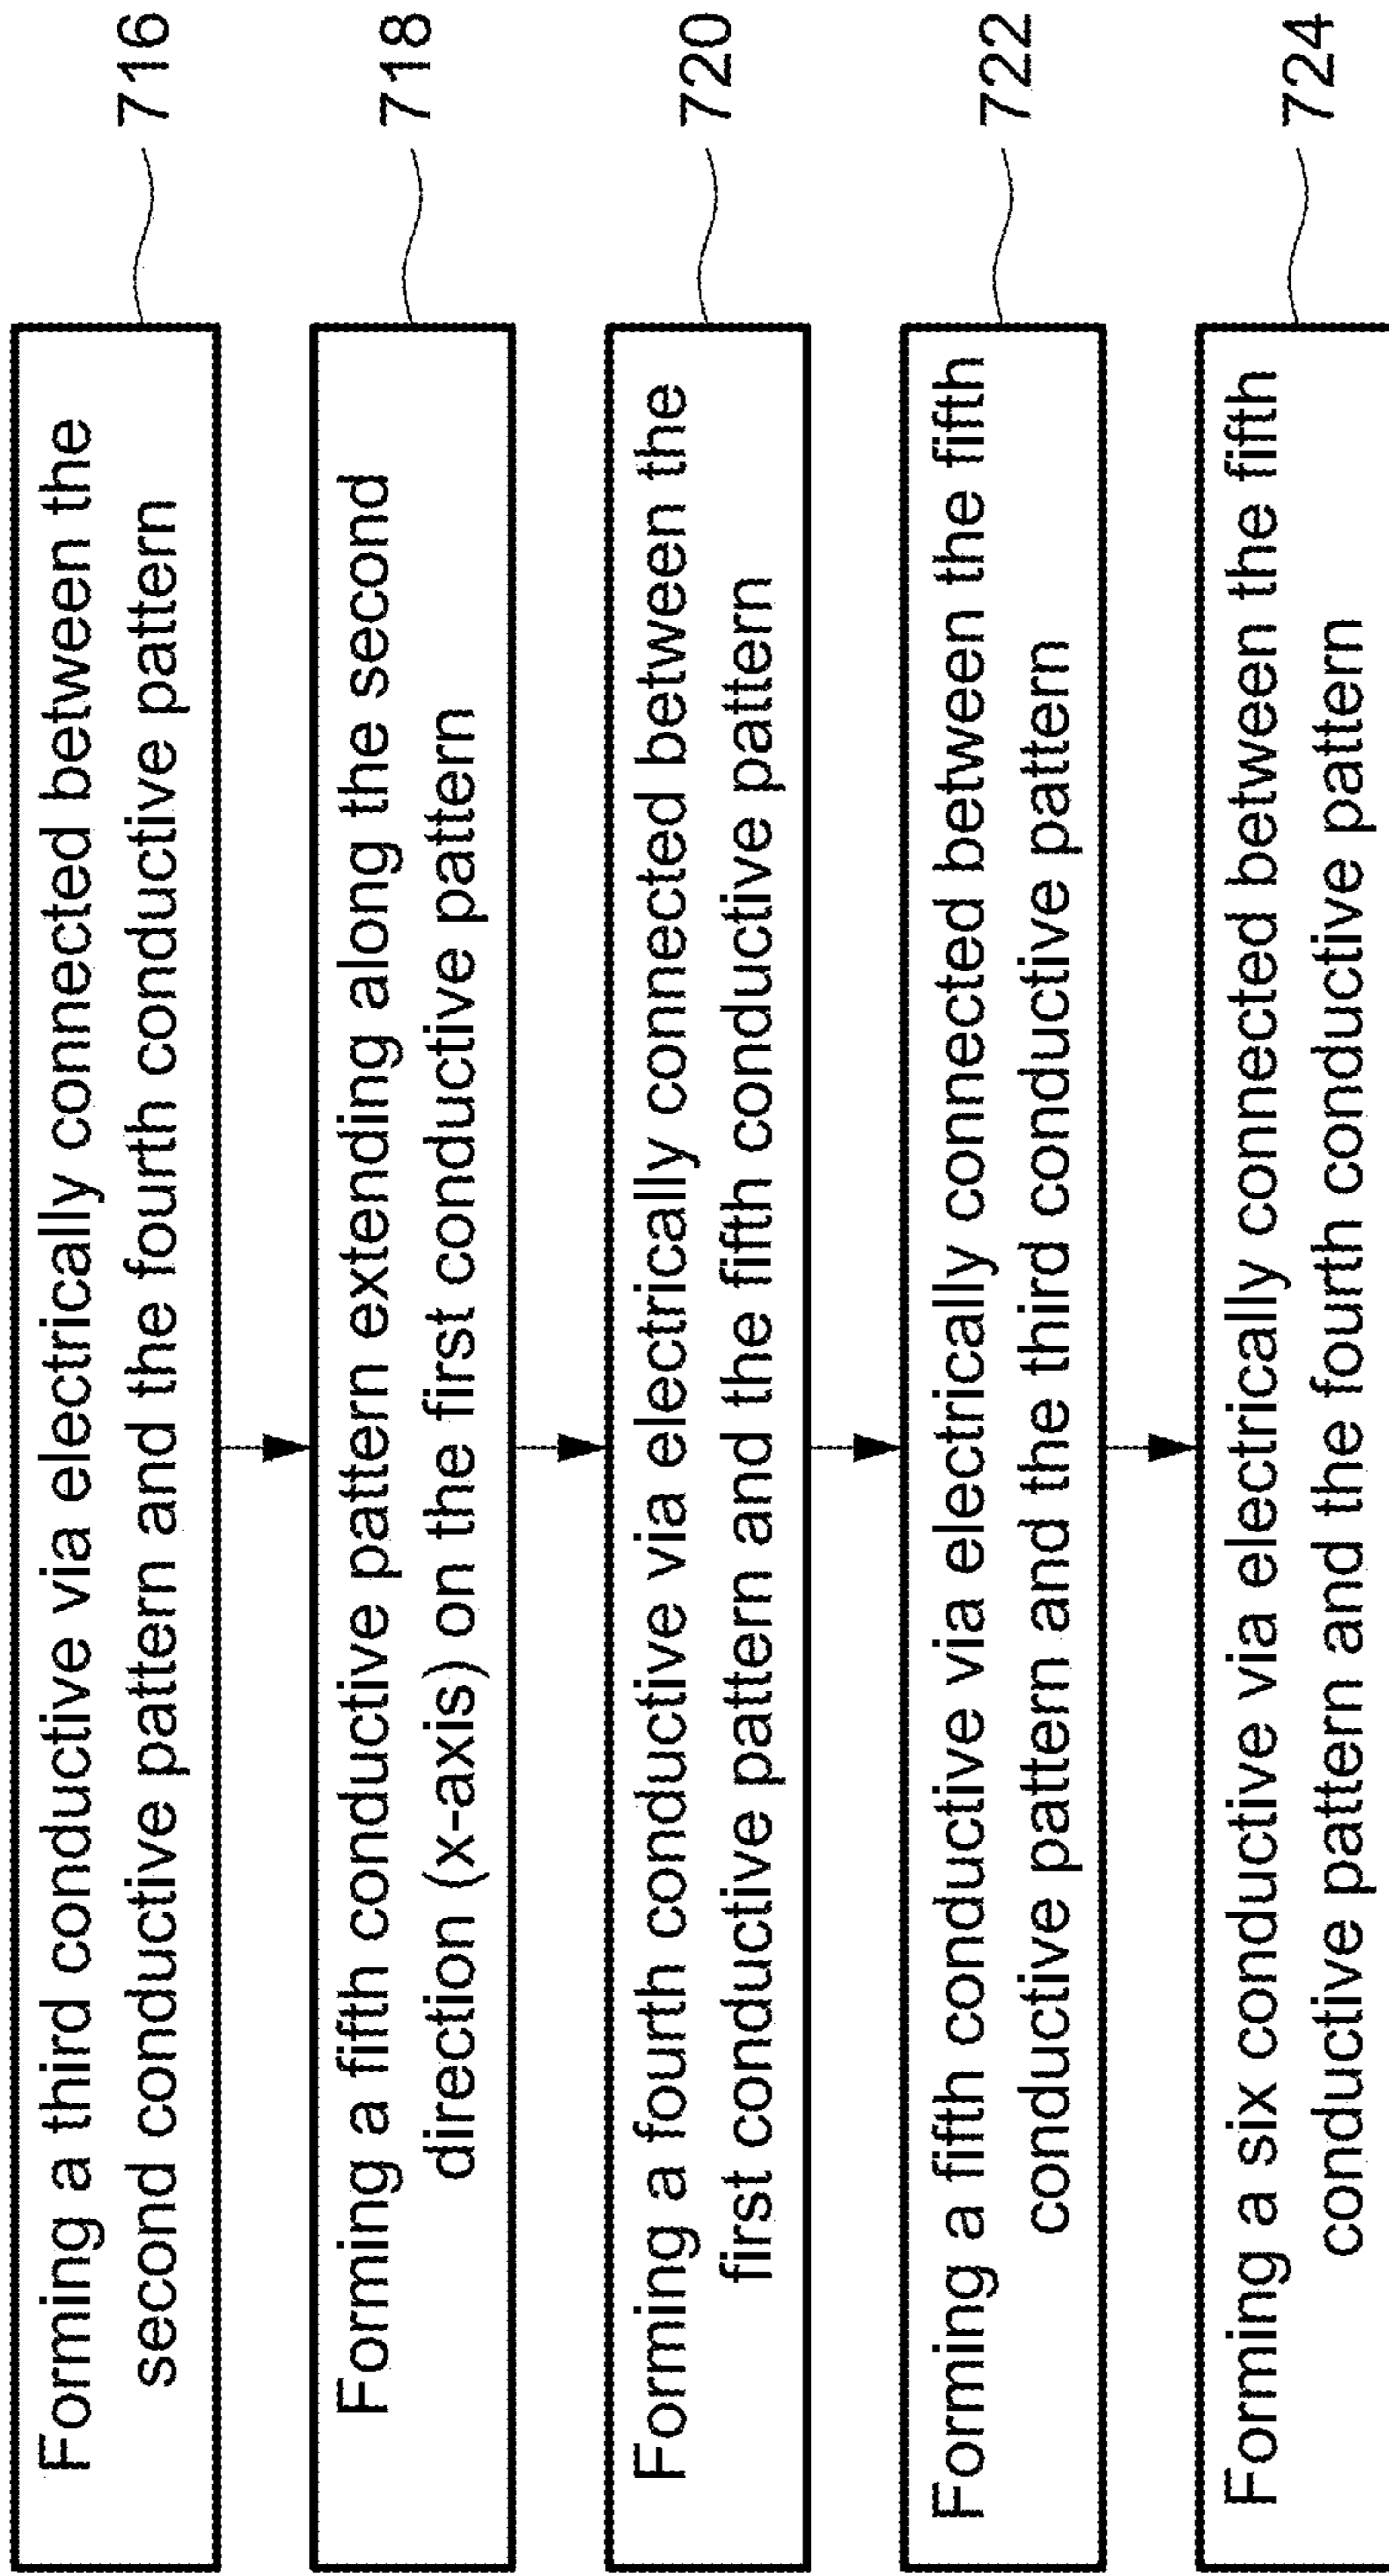 Forming a third conductive via electrically connected between the
second conductive pattern and the fourth conductive pattern
716
Forming a fifth conductive pattern extending along the second
direction (x-axis) on the first conductive pattern
718
Forming a fourth conductive via electrically connected between the
first conductive pattern and the fifth conductive pattern
720
Forming a fifth conductive via electrically connected between the fifth
conductive pattern and the third conductive pattern
722
Forming a six conductive via electrically connected between the fifth
conductive pattern and the fourth conductive pattern
724